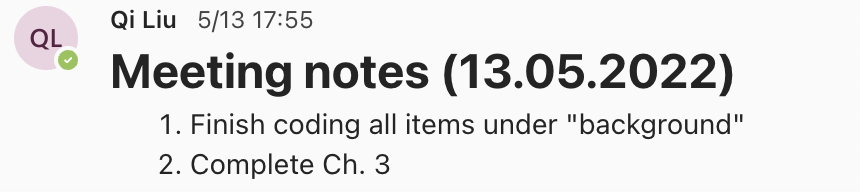 QL
Qi Liu 5/13 17:55
Meeting notes (13.05.2022)
1. Finish coding all items under "background"
2. Complete Ch. 3